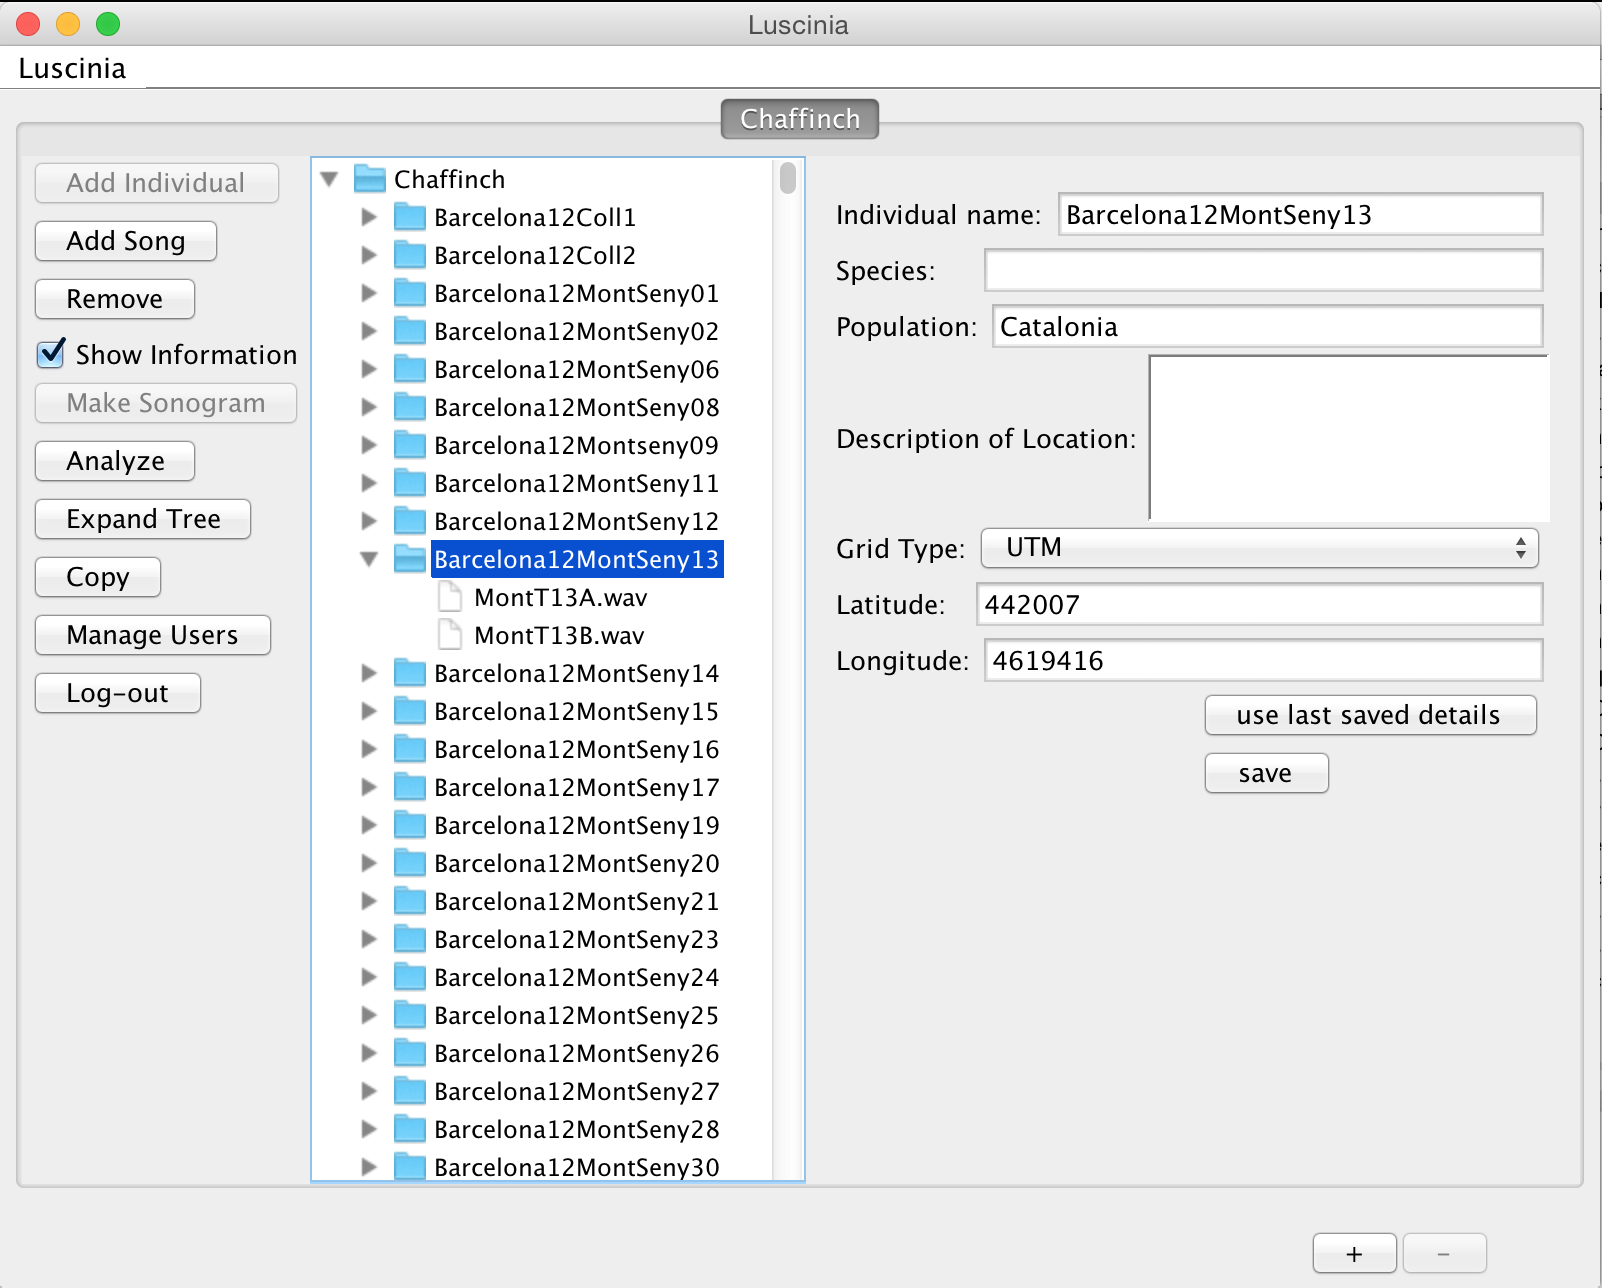 Luscinia
Luscinia
Chaffinch
Add Individual
Add Song
Remove
Show Information
Make Sonogram
Analyze
Expand Tree
Copy
Manage Users
Log-out
Chaffinch
Barcelona12Coll1
Barcelona12Coll2
Barcelona12MontSeny01
Barcelona12MontSeny02
Barcelona12MontSeny06
Barcelona12MontSeny08
Barcelona12Montseny09
Barcelona12MontSeny11
Barcelona12MontSeny12
Barcelona12MontSeny13
MontT13A.wav
MontT13B.wav
Barcelona12MontSeny14
Barcelona12MontSeny15
Barcelona12MontSeny16
Barcelona12MontSeny17
Barcelona12MontSeny19
Barcelona12MontSeny20
Barcelona12MontSeny21
Barcelona12MontSeny23
Barcelona12MontSeny24
Barcelona12MontSeny25
Barcelona12MontSeny26
Barcelona12MontSeny27
Barcelona12MontSeny28
Barcelona12MontSeny30
Individual name: Barcelona12MontSeny13
Species:
Population: Catalonia
Description of Location:
Grid Type: UTM
Latitude: 442007
Longitude: 4619416
use last saved details
save
+ -